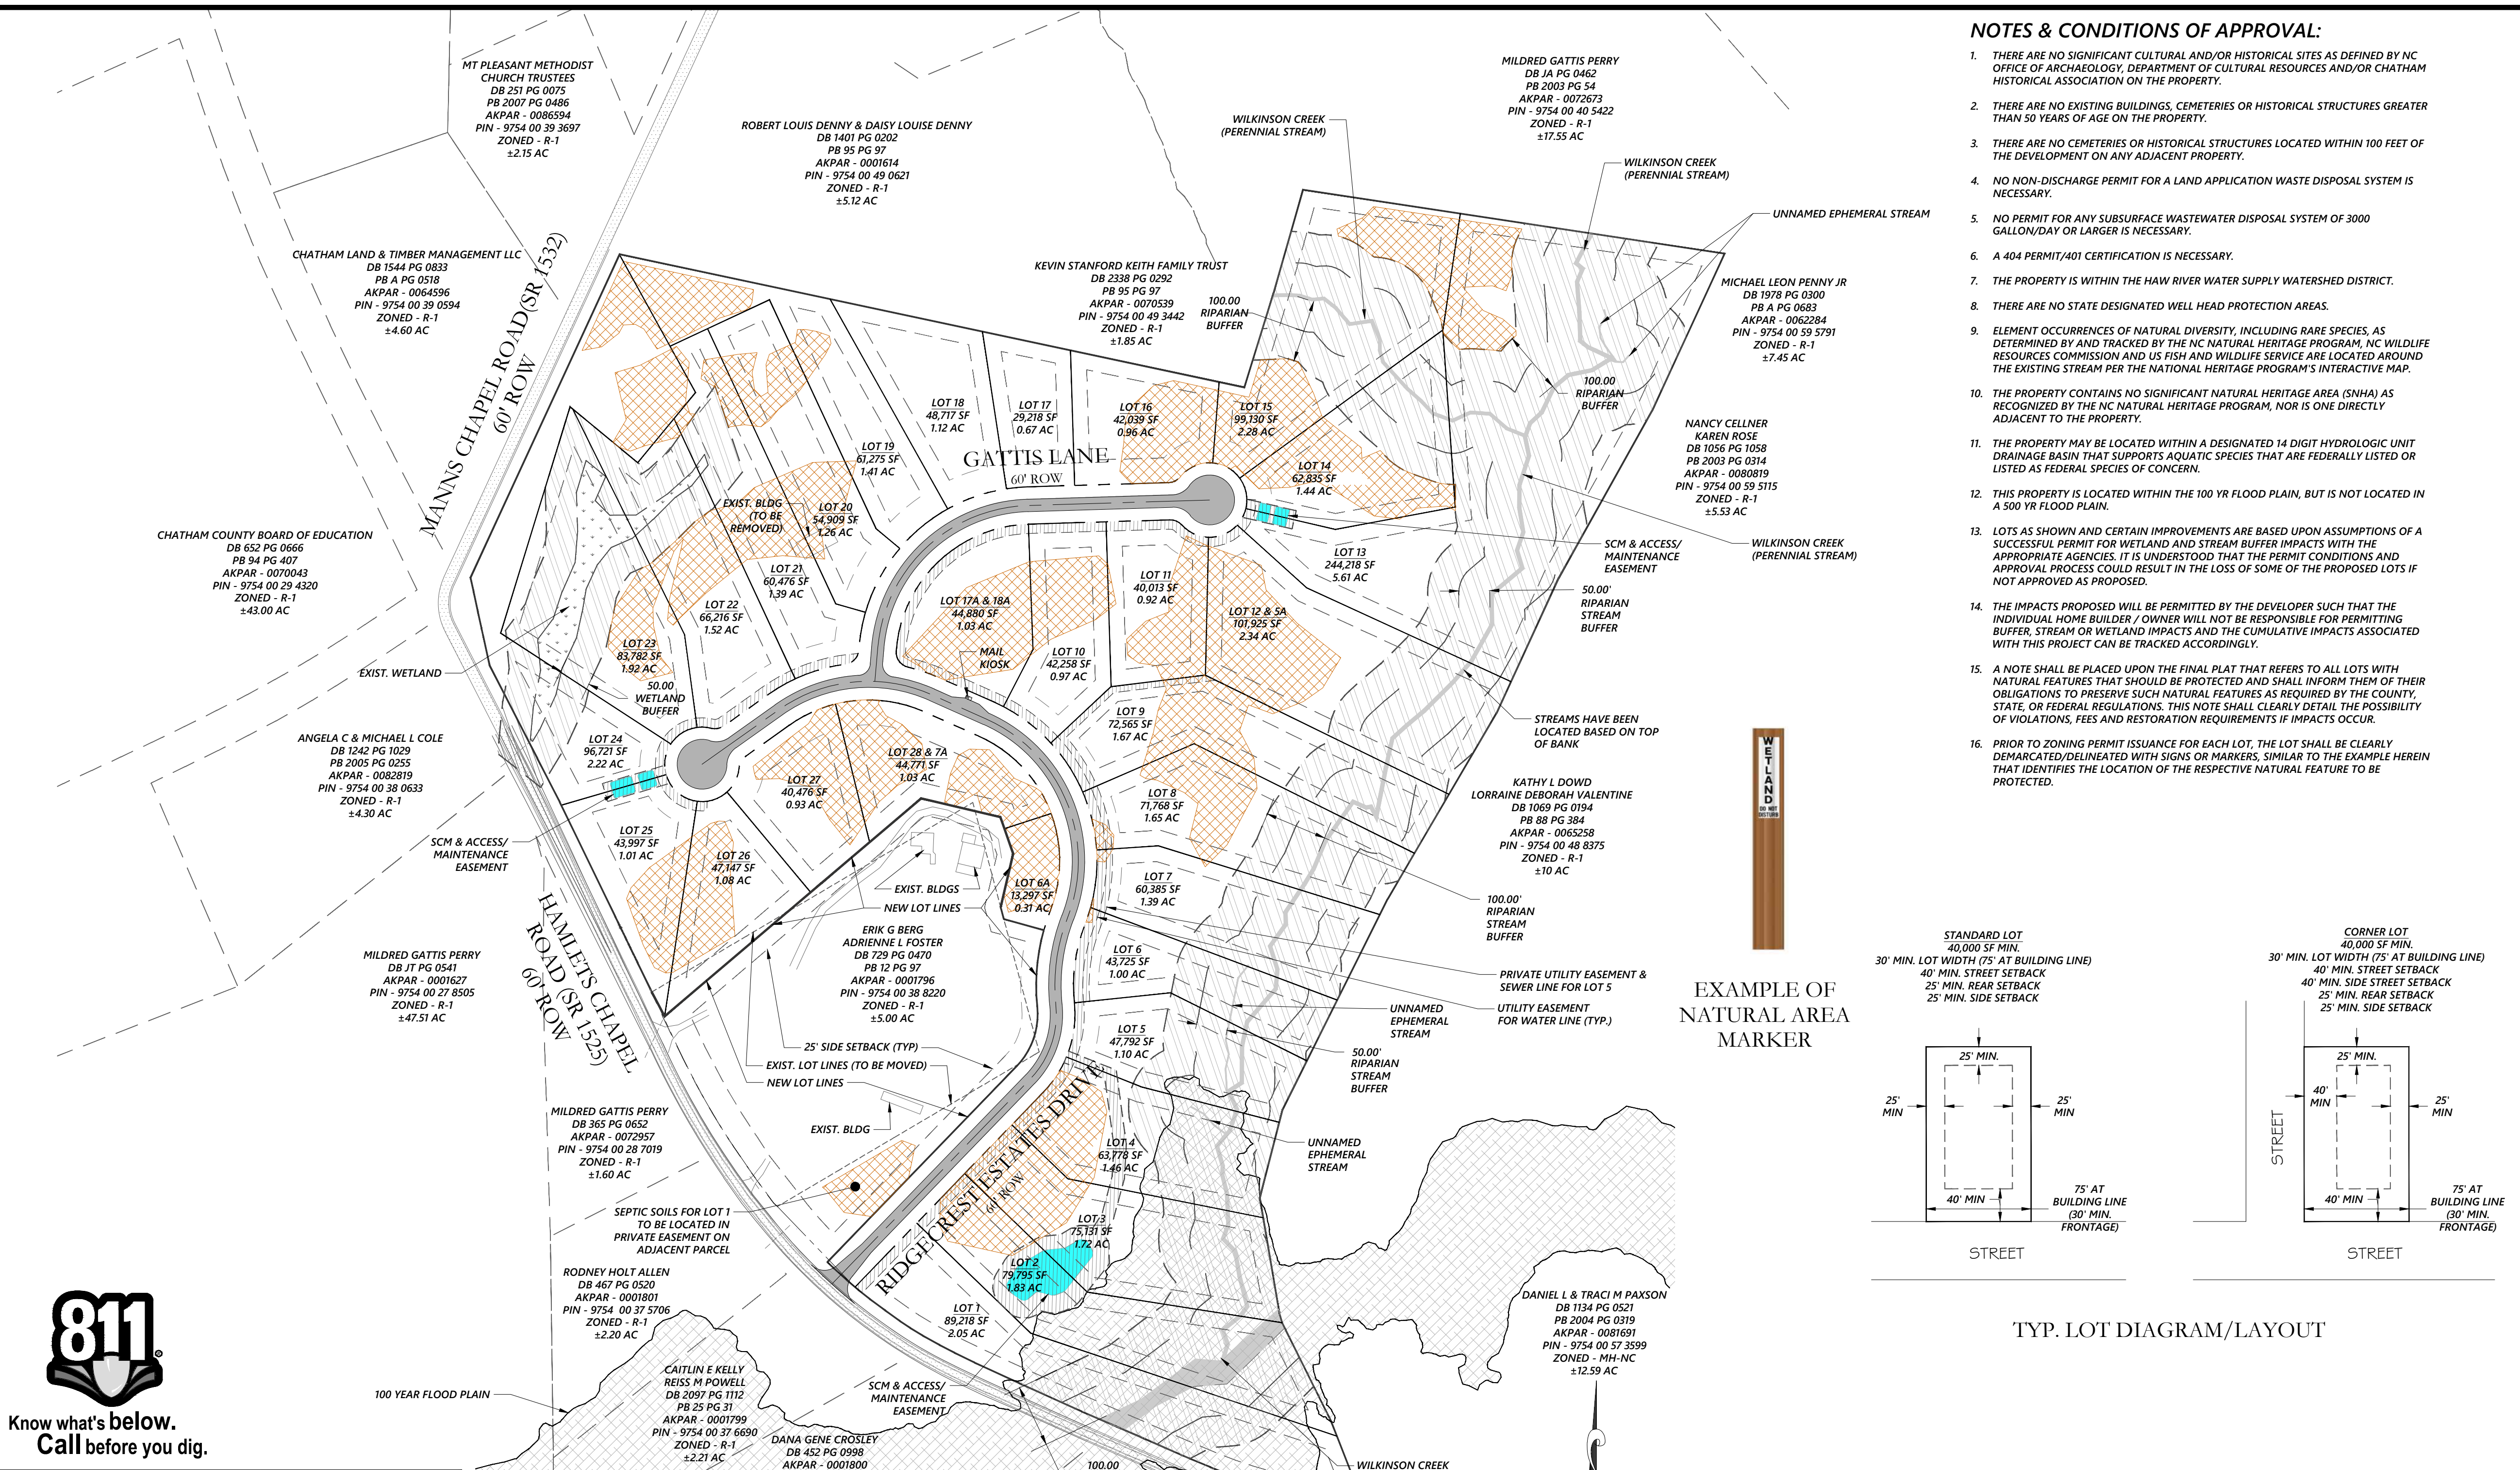 MT PLEASANT METHODIST
CHURCH TRUSTEES
DB 251 PG 0075
PB 2007 PG 0486
AKPAR - 0086594
PIN - 9754 00 39 3697
ZONED - R-1
±2.15 AC
ROBERT LOUIS DENNY & DAISY LOUISE DENNY
DB 1401 PG 0202
PB 95 PG 97
AKPAR - 0001614
PIN - 9754 00 49 0621
ZONED - R-1
±5.12 AC
WILKINSON CREEK
(PERENNIAL STREAM)
MILDRED GATTIS PERRY
DB JA PG 0462
PB 2003 PG 54
AKPAR - 0072673
PIN - 9754 00 40 5422
ZONED - R-1
±17.55 AC
WILKINSON CREEK
(PERENNIAL STREAM)
UNNAMED EPHEMERAL STREAM
CHATHAM LAND & TIMBER MANAGEMENT LLC
DB 1544 PG 0833
PB A PG 0518
AKPAR - 0064596
PIN - 9754 00 39 0594
ZONED - R-1
±4.60 AC
MANNS CHAPEL ROAD (SR 1532)
60' ROW
KEVIN STANFORD KEITH FAMILY TRUST
DB 2338 PG 0292
PB 95 PG 97
AKPAR - 0070539
PIN - 9754 00 49 3442
ZONED - R-1
±1.85 AC
100.00
RIPARIAN
BUFFER
MICHAEL LEON PENNY JR
DB 1978 PG 0300
PB A PG 0683
AKPAR - 0062284
PIN - 9754 00 59 5791
ZONED - R-1
±7.45 AC
100.00
RIPARIAN
BUFFER
NANCY CELLNER
KAREN ROSE
DB 1056 PG 1058
PB 2003 PG 0314
AKPAR - 0080819
PIN - 9754 00 59 5115
ZONED - R-1
±5.53 AC
LOT 18
48,717 SF
1.12 AC
LOT 17
29,218 SF
0.67 AC
LOT 16
42,039 SF
0.96 AC
LOT 15
99,130 SF
2.28 AC
LOT 14
62,835 SF
1.44 AC
GATTIS LANE
60' ROW
LOT 19
61,275 SF
1.41 AC
EXIST. BLDG
(TO BE
REMOVED)
LOT 20
54,909 SF
1.26 AC
LOT 21
60,476 SF
1.39 AC
LOT 22
66,216 SF
1.52 AC
LOT 23
83,782 SF
1.92 AC
CHATHAM COUNTY BOARD OF EDUCATION
DB 652 PG 0666
PB 94 PG 407
AKPAR - 0070043
PIN - 9754 00 29 4320
ZONED - R-1
±43.00 AC
EXIST. WETLAND
50.00
WETLAND
BUFFER
LOT 13
244,218 SF
5.61 AC
SCM & ACCESS/
MAINTENANCE
EASEMENT
WILKINSON CREEK
(PERENNIAL STREAM)
50.00'
RIPARIAN
STREAM
BUFFER
LOT 17A & 18A
44,880 SF
1.03 AC
LOT 11
40,013 SF
0.92 AC
LOT 12 & 5A
101,925 SF
2.34 AC
MAIL
KIOSK
LOT 10
42,258 SF
0.97 AC
LOT 9
72,565 SF
1.67 AC
STREAMS HAVE BEEN
LOCATED BASED ON TOP
OF BANK
ANGELA C & MICHAEL L COLE
DB 1242 PG 1029
PB 2005 PG 0255
AKPAR - 0082819
PIN - 9754 00 38 0633
ZONED - R-1
±4.30 AC
LOT 24
96,721 SF
2.22 AC
LOT 28 & 7A
44,771 SF
1.03 AC
LOT 27
40,476 SF
0.93 AC
LOT 8
71,768 SF
1.65 AC
KATHY L DOWD
LORRAINE DEBORAH VALENTINE
DB 1069 PG 0194
PB 88 PG 384
AKPAR - 0065258
PIN - 9754 00 48 8375
ZONED - R-1
±10 AC
SCM & ACCESS/
MAINTENANCE
EASEMENT
LOT 25
43,997 SF
1.01 AC
LOT 26
47,147 SF
1.08 AC
EXIST. BLDGS
NEW LOT LINES
LOT 6A
13,297 SF
0.31 AC
LOT 7
60,385 SF
1.39 AC
100.00'
RIPARIAN
STREAM
BUFFER
HAMLETS CHAPEL
ROAD (SR 1525)
60' ROW
MILDRED GATTIS PERRY
DB JT PG 0541
AKPAR - 0001627
PIN - 9754 00 27 8505
ZONED - R-1
±47.51 AC
ERIK G BERG
ADRIENNE L FOSTER
DB 729 PG 0470
PB 12 PG 97
AKPAR - 0001796
PIN - 9754 00 38 8220
ZONED - R-1
±5.00 AC
LOT 6
43,725 SF
1.00 AC
PRIVATE UTILITY EASEMENT &
SEWER LINE FOR LOT 5
UTILITY EASEMENT
FOR WATER LINE (TYP.)
UNNAMED
EPHEMERAL
STREAM
LOT 5
47,792 SF
1.10 AC
50.00'
RIPARIAN
STREAM
BUFFER
25' SIDE SETBACK (TYP)
EXIST. LOT LINES (TO BE MOVED)
NEW LOT LINES
EXIST. BLDG
MILDRED GATTIS PERRY
DB 365 PG 0652
AKPAR - 0072957
PIN - 9754 00 28 7019
ZONED - R-1
±1.60 AC
RIDGECREST ESTATES DRIVE
60' ROW
LOT 4
63,778 SF
1.46 AC
UNNAMED
EPHEMERAL
STREAM
SEPTIC SOILS FOR LOT 1
TO BE LOCATED IN
PRIVATE EASEMENT ON
ADJACENT PARCEL
LOT 3
75,131 SF
1.72 AC
LOT 2
79,795 SF
1.83 AC
LOT 1
89,218 SF
2.05 AC
RODNEY HOLT ALLEN
DB 467 PG 0520
AKPAR - 0001801
PIN - 9754 00 37 5706
ZONED - R-1
±2.20 AC
DANIEL L & TRACI M PAXSON
DB 1134 PG 0521
PB 2004 PG 0319
AKPAR - 0081691
PIN - 9754 00 57 3599
ZONED - MH-NC
±12.59 AC
100 YEAR FLOOD PLAIN
CAITLIN E KELLY
REISS M POWELL
DB 2097 PG 1112
PB 25 PG 31
AKPAR - 0001799
PIN - 9754 00 37 6690
ZONED - R-1
±2.21 AC
SCM & ACCESS/
MAINTENANCE
EASEMENT
DANA GENE CROSLEY
DB 452 PG 0998
AKPAR - 0001800
100.00
WILKINSON CREEK
811
Know what's below.
Call before you dig.
NOTES & CONDITIONS OF APPROVAL:
1. THERE ARE NO SIGNIFICANT CULTURAL AND/OR HISTORICAL SITES AS DEFINED BY NC
OFFICE OF ARCHAEOLOGY, DEPARTMENT OF CULTURAL RESOURCES AND/OR CHATHAM
HISTORICAL ASSOCIATION ON THE PROPERTY.
2. THERE ARE NO EXISTING BUILDINGS, CEMETERIES OR HISTORICAL STRUCTURES GREATER
THAN 50 YEARS OF AGE ON THE PROPERTY.
3. THERE ARE NO CEMETERIES OR HISTORICAL STRUCTURES LOCATED WITHIN 100 FEET OF
THE DEVELOPMENT ON ANY ADJACENT PROPERTY.
4. NO NON-DISCHARGE PERMIT FOR A LAND APPLICATION WASTE DISPOSAL SYSTEM IS
NECESSARY.
5. NO PERMIT FOR ANY SUBSURFACE WASTEWATER DISPOSAL SYSTEM OF 3000
GALLON/DAY OR LARGER IS NECESSARY.
6. A 404 PERMIT/401 CERTIFICATION IS NECESSARY.
7. THE PROPERTY IS WITHIN THE HAW RIVER WATER SUPPLY WATERSHED DISTRICT.
8. THERE ARE NO STATE DESIGNATED WELL HEAD PROTECTION AREAS.
9. ELEMENT OCCURRENCES OF NATURAL DIVERSITY, INCLUDING RARE SPECIES, AS
DETERMINED BY AND TRACKED BY THE NC NATURAL HERITAGE PROGRAM, NC WILDLIFE
RESOURCES COMMISSION AND US FISH AND WILDLIFE SERVICE ARE LOCATED AROUND
THE EXISTING STREAM PER THE NATIONAL HERITAGE PROGRAM'S INTERACTIVE MAP.
10. THE PROPERTY CONTAINS NO SIGNIFICANT NATURAL HERITAGE AREA (SNHA) AS
RECOGNIZED BY THE NC NATURAL HERITAGE PROGRAM, NOR IS ONE DIRECTLY
ADJACENT TO THE PROPERTY.
11. THE PROPERTY MAY BE LOCATED WITHIN A DESIGNATED 14 DIGIT HYDROLOGIC UNIT
DRAINAGE BASIN THAT SUPPORTS AQUATIC SPECIES THAT ARE FEDERALLY LISTED OR
LISTED AS FEDERAL SPECIES OF CONCERN.
12. THIS PROPERTY IS LOCATED WITHIN THE 100 YR FLOOD PLAIN, BUT IS NOT LOCATED IN
A 500 YR FLOOD PLAIN.
13. LOTS AS SHOWN AND CERTAIN IMPROVEMENTS ARE BASED UPON ASSUMPTIONS OF A
SUCCESSFUL PERMIT FOR WETLAND AND STREAM BUFFER IMPACTS WITH THE
APPROPRIATE AGENCIES. IT IS UNDERSTOOD THAT THE PERMIT CONDITIONS AND
APPROVAL PROCESS COULD RESULT IN THE LOSS OF SOME OF THE PROPOSED LOTS IF
NOT APPROVED AS PROPOSED.
14. THE IMPACTS PROPOSED WILL BE PERMITTED BY THE DEVELOPER SUCH THAT THE
INDIVIDUAL HOME BUILDER / OWNER WILL NOT BE RESPONSIBLE FOR PERMITTING
BUFFER, STREAM OR WETLAND IMPACTS AND THE CUMULATIVE IMPACTS ASSOCIATED
WITH THIS PROJECT CAN BE TRACKED ACCORDINGLY.
15. A NOTE SHALL BE PLACED UPON THE FINAL PLAT THAT REFERS TO ALL LOTS WITH
NATURAL FEATURES THAT SHOULD BE PROTECTED AND SHALL INFORM THEM OF THEIR
OBLIGATIONS TO PRESERVE SUCH NATURAL FEATURES AS REQUIRED BY THE COUNTY,
STATE, OR FEDERAL REGULATIONS. THIS NOTE SHALL CLEARLY DETAIL THE POSSIBILITY
OF VIOLATIONS, FEES AND RESTORATION REQUIREMENTS IF IMPACTS OCCUR.
16. PRIOR TO ZONING PERMIT ISSUANCE FOR EACH LOT, THE LOT SHALL BE CLEARLY
DEMARCATED/DELINEATED WITH SIGNS OR MARKERS, SIMILAR TO THE EXAMPLE HEREIN
THAT IDENTIFIES THE LOCATION OF THE RESPECTIVE NATURAL FEATURE TO BE
PROTECTED.
WETLAND
DO NOT
DISTURB
EXAMPLE OF
NATURAL AREA
MARKER
STANDARD LOT
40,000 SF MIN.
30' MIN. LOT WIDTH (75' AT BUILDING LINE)
40' MIN. STREET SETBACK
25' MIN. REAR SETBACK
25' MIN. SIDE SETBACK
25' MIN.
25'
MIN
25'
MIN
40' MIN
75' AT
BUILDING LINE
(30' MIN.
FRONTAGE)
STREET
CORNER LOT
40,000 SF MIN.
30' MIN. LOT WIDTH (75' AT BUILDING LINE)
40' MIN. STREET SETBACK
40' MIN. SIDE STREET SETBACK
25' MIN. REAR SETBACK
25' MIN. SIDE SETBACK
25' MIN.
40'
MIN
25'
MIN
STREET
40' MIN
75' AT
BUILDING LINE
(30' MIN.
FRONTAGE)
STREET
TYP. LOT DIAGRAM/LAYOUT